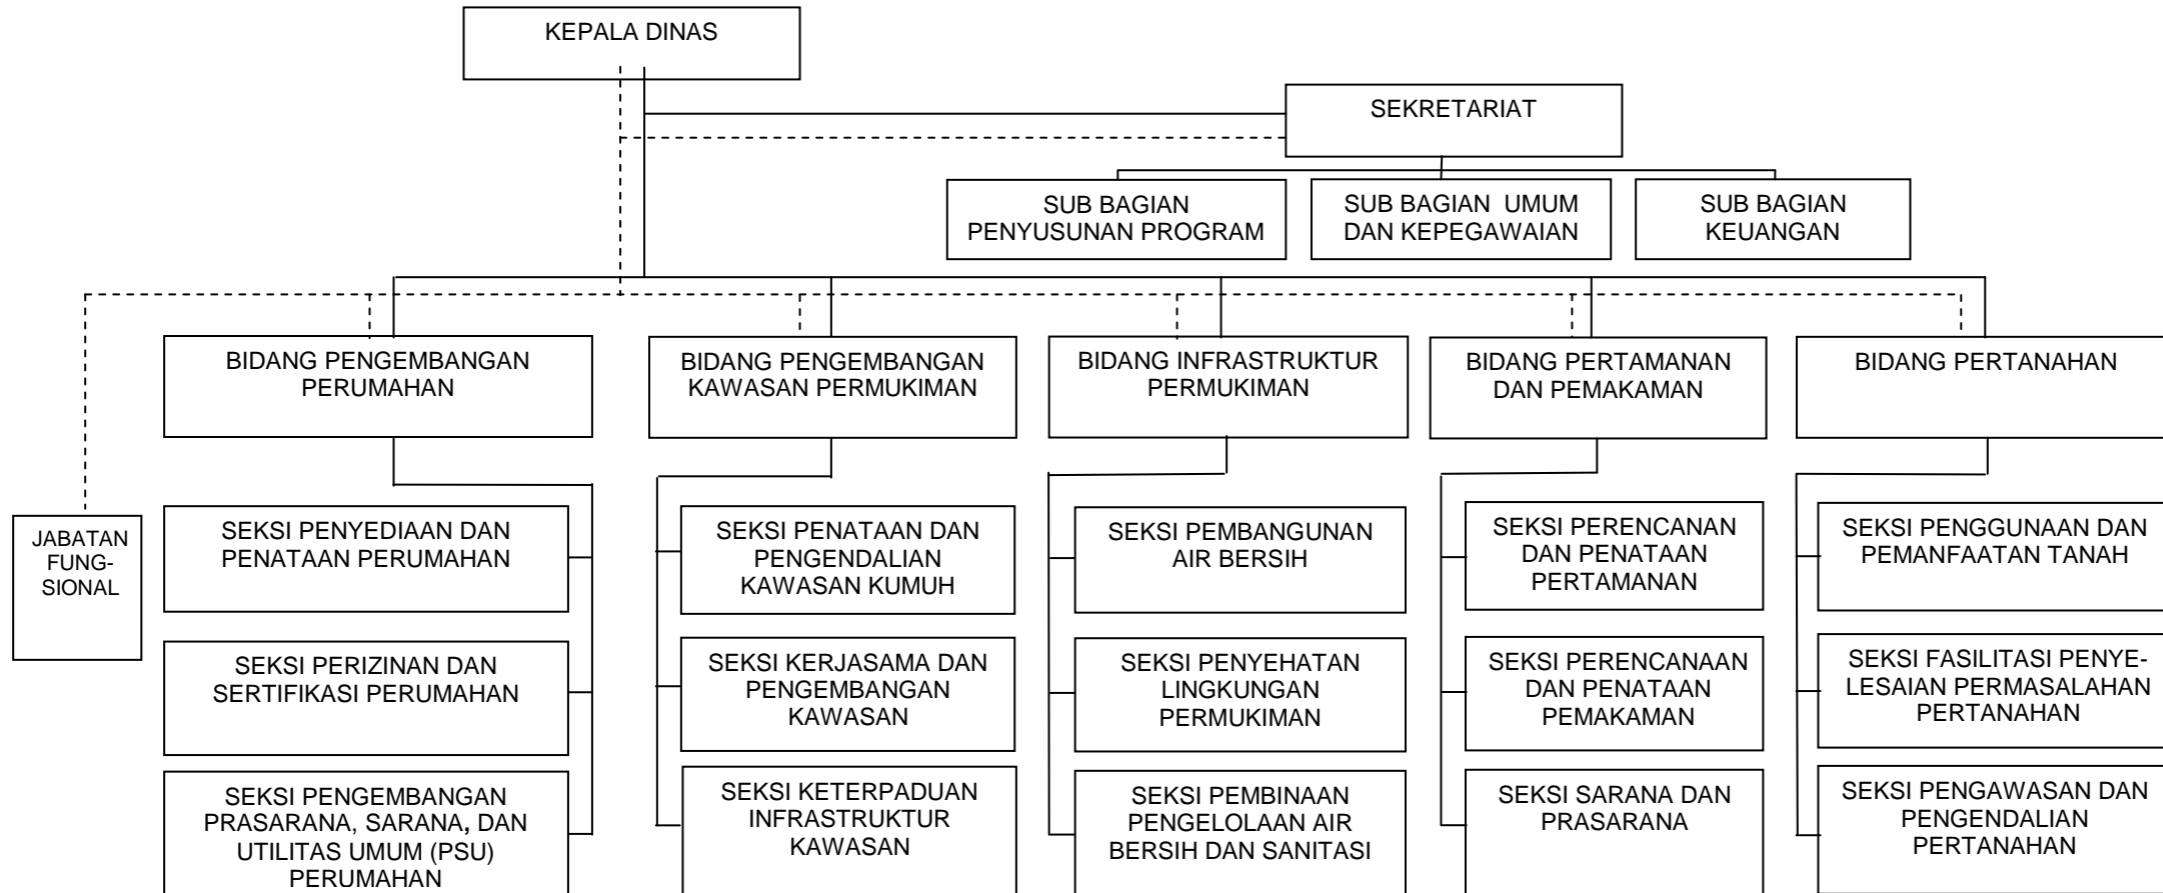 KEPALA DINAS
SEKRETARIAT
SUB BAGIAN
PENYUSUNAN PROGRAM
SUB BAGIAN  UMUM
DAN KEPEGAWAIAN
SUB BAGIAN
KEUANGAN
BIDANG PENGEMBANGAN
PERUMAHAN
BIDANG PENGEMBANGAN
KAWASAN PERMUKIMAN
BIDANG INFRASTRUKTUR
PERMUKIMAN
BIDANG PERTAMANAN
DAN PEMAKAMAN
BIDANG PERTANAHAN
JABATAN
FUNG-
SIONAL
SEKSI PENYEDIAAN DAN
PENATAAN PERUMAHAN
SEKSI PENATAAN DAN
PENGENDALIAN
KAWASAN KUMUH
SEKSI PEMBANGUNAN
AIR BERSIH
SEKSI PERENCANAN
DAN PENATAAN
PERTAMANAN
SEKSI PENGGUNAAN DAN
PEMANFAATAN TANAH
SEKSI PERIZINAN DAN
SERTIFIKASI PERUMAHAN
SEKSI KERJASAMA DAN
PENGEMBANGAN
KAWASAN
SEKSI PENYEHATAN
LINGKUNGAN
PERMUKIMAN
SEKSI PERENCANAAN
DAN PENATAAN
PEMAKAMAN
SEKSI FASILITASI PENYE-
LESAIAN PERMASALAHAN
PERTANAHAN
SEKSI PENGEMBANGAN
PRASARANA, SARANA, DAN
UTILITAS UMUM (PSU)
PERUMAHAN
SEKSI KETERPADUAN
INFRASTRUKTUR
KAWASAN
SEKSI PEMBINAAN
PENGELOLAAN AIR
BERSIH DAN SANITASI
SEKSI SARANA DAN
PRASARANA
SEKSI PENGAWASAN DAN
PENGENDALIAN
PERTANAHAN